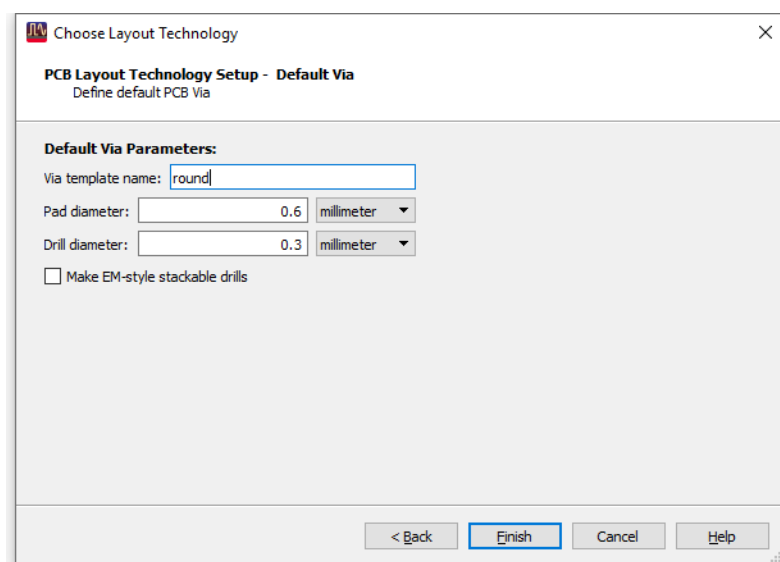 Choose Layout Technology
PCB Layout Technology Setup - Default Via
Define default PCB Via
Default Via Parameters:
Via template name: round
Pad diameter: 0.6 millimeter
Drill diameter: 0.3 millimeter
Make EM-style stackable drills
< Back Finish Cancel Help